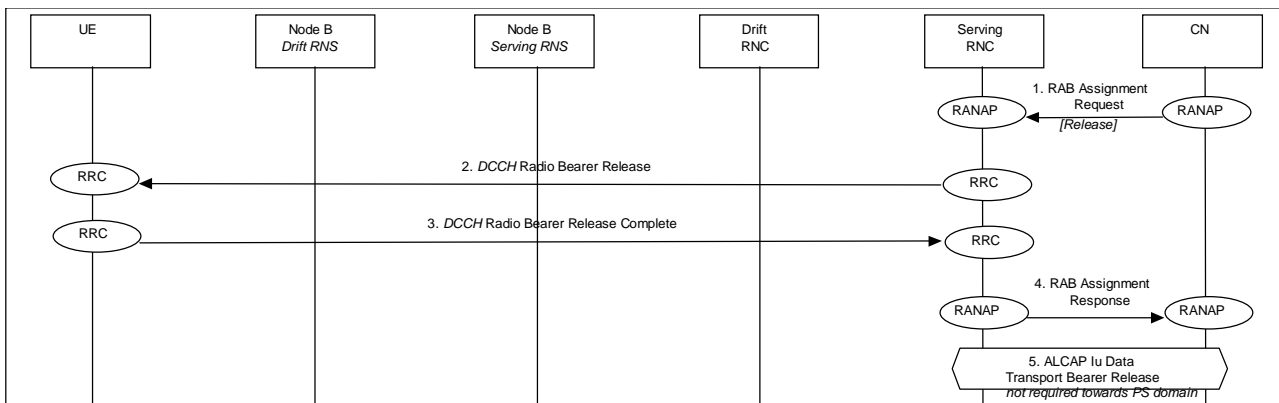 UE
Node B
Drift RNS
Node B
Serving RNS
Drift
RNC
Serving
RNC
CN
1. RAB Assignment
Request
[Release]
RANAP
RANAP
2. DCCH Radio Bearer Release
RRC
RRC
3. DCCH Radio Bearer Release Complete
RRC
RRC
4. RAB Assignment
Response
RANAP
RANAP
5. ALCAP Iu Data
Transport Bearer Release
not required towards PS domain